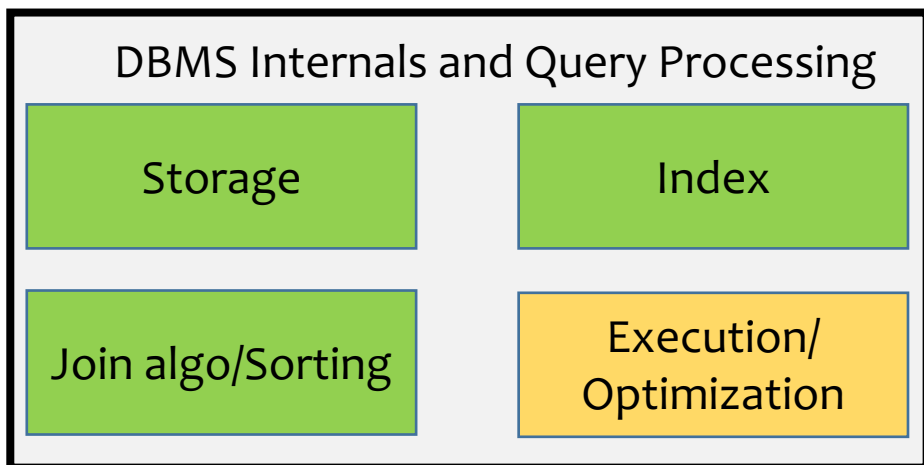 DBMS Internals and Query Processing
Storage
Index
Join algo/Sorting
Execution/
Optimization